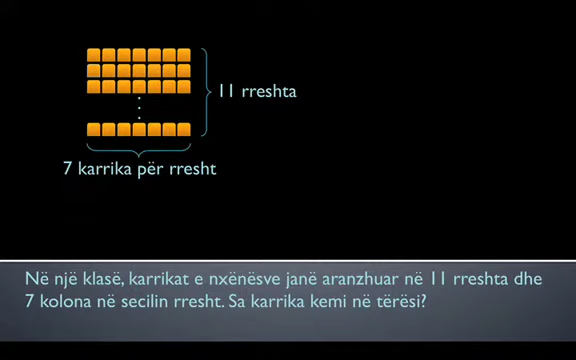 11 rreshta
7 karrika për rresht
Në një klasë, karrikat e nxënësve janë aranzhuar në 11 rreshta dhe
7 kolona në secilin rresht. Sa karrika kemi në tërësi?